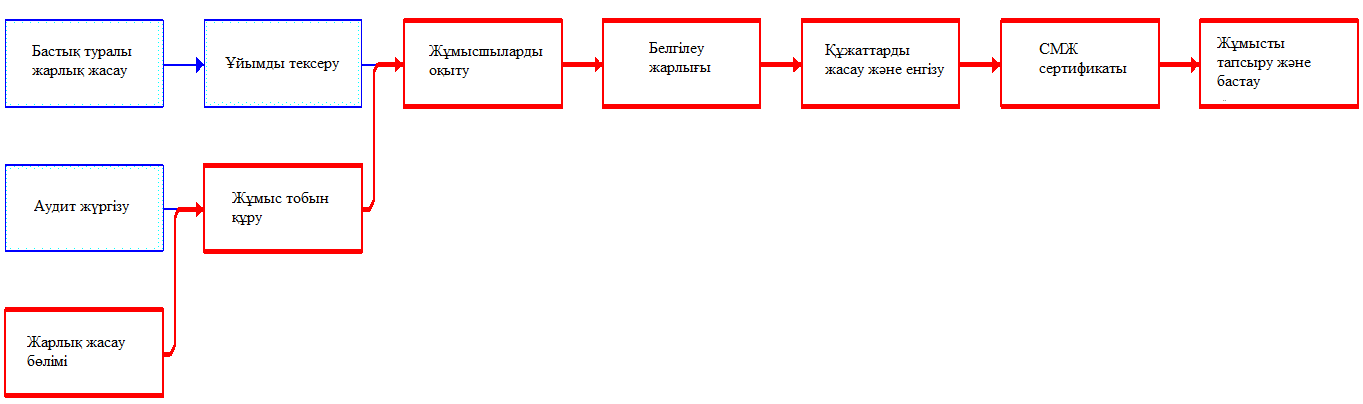 Бастық туралы
жарлық жасау
Ұйымды тексеру
Жұмысшыларды
оқыту
Белгілеу
жарлығы
Құжаттарды
жасау және енгізу
СМЖ
сертификаты
Жұмысты
тапсыру және
бастау
Аудит жүргізу
Жұмыс тобын
құру
Жарлық жасау
бөлімі